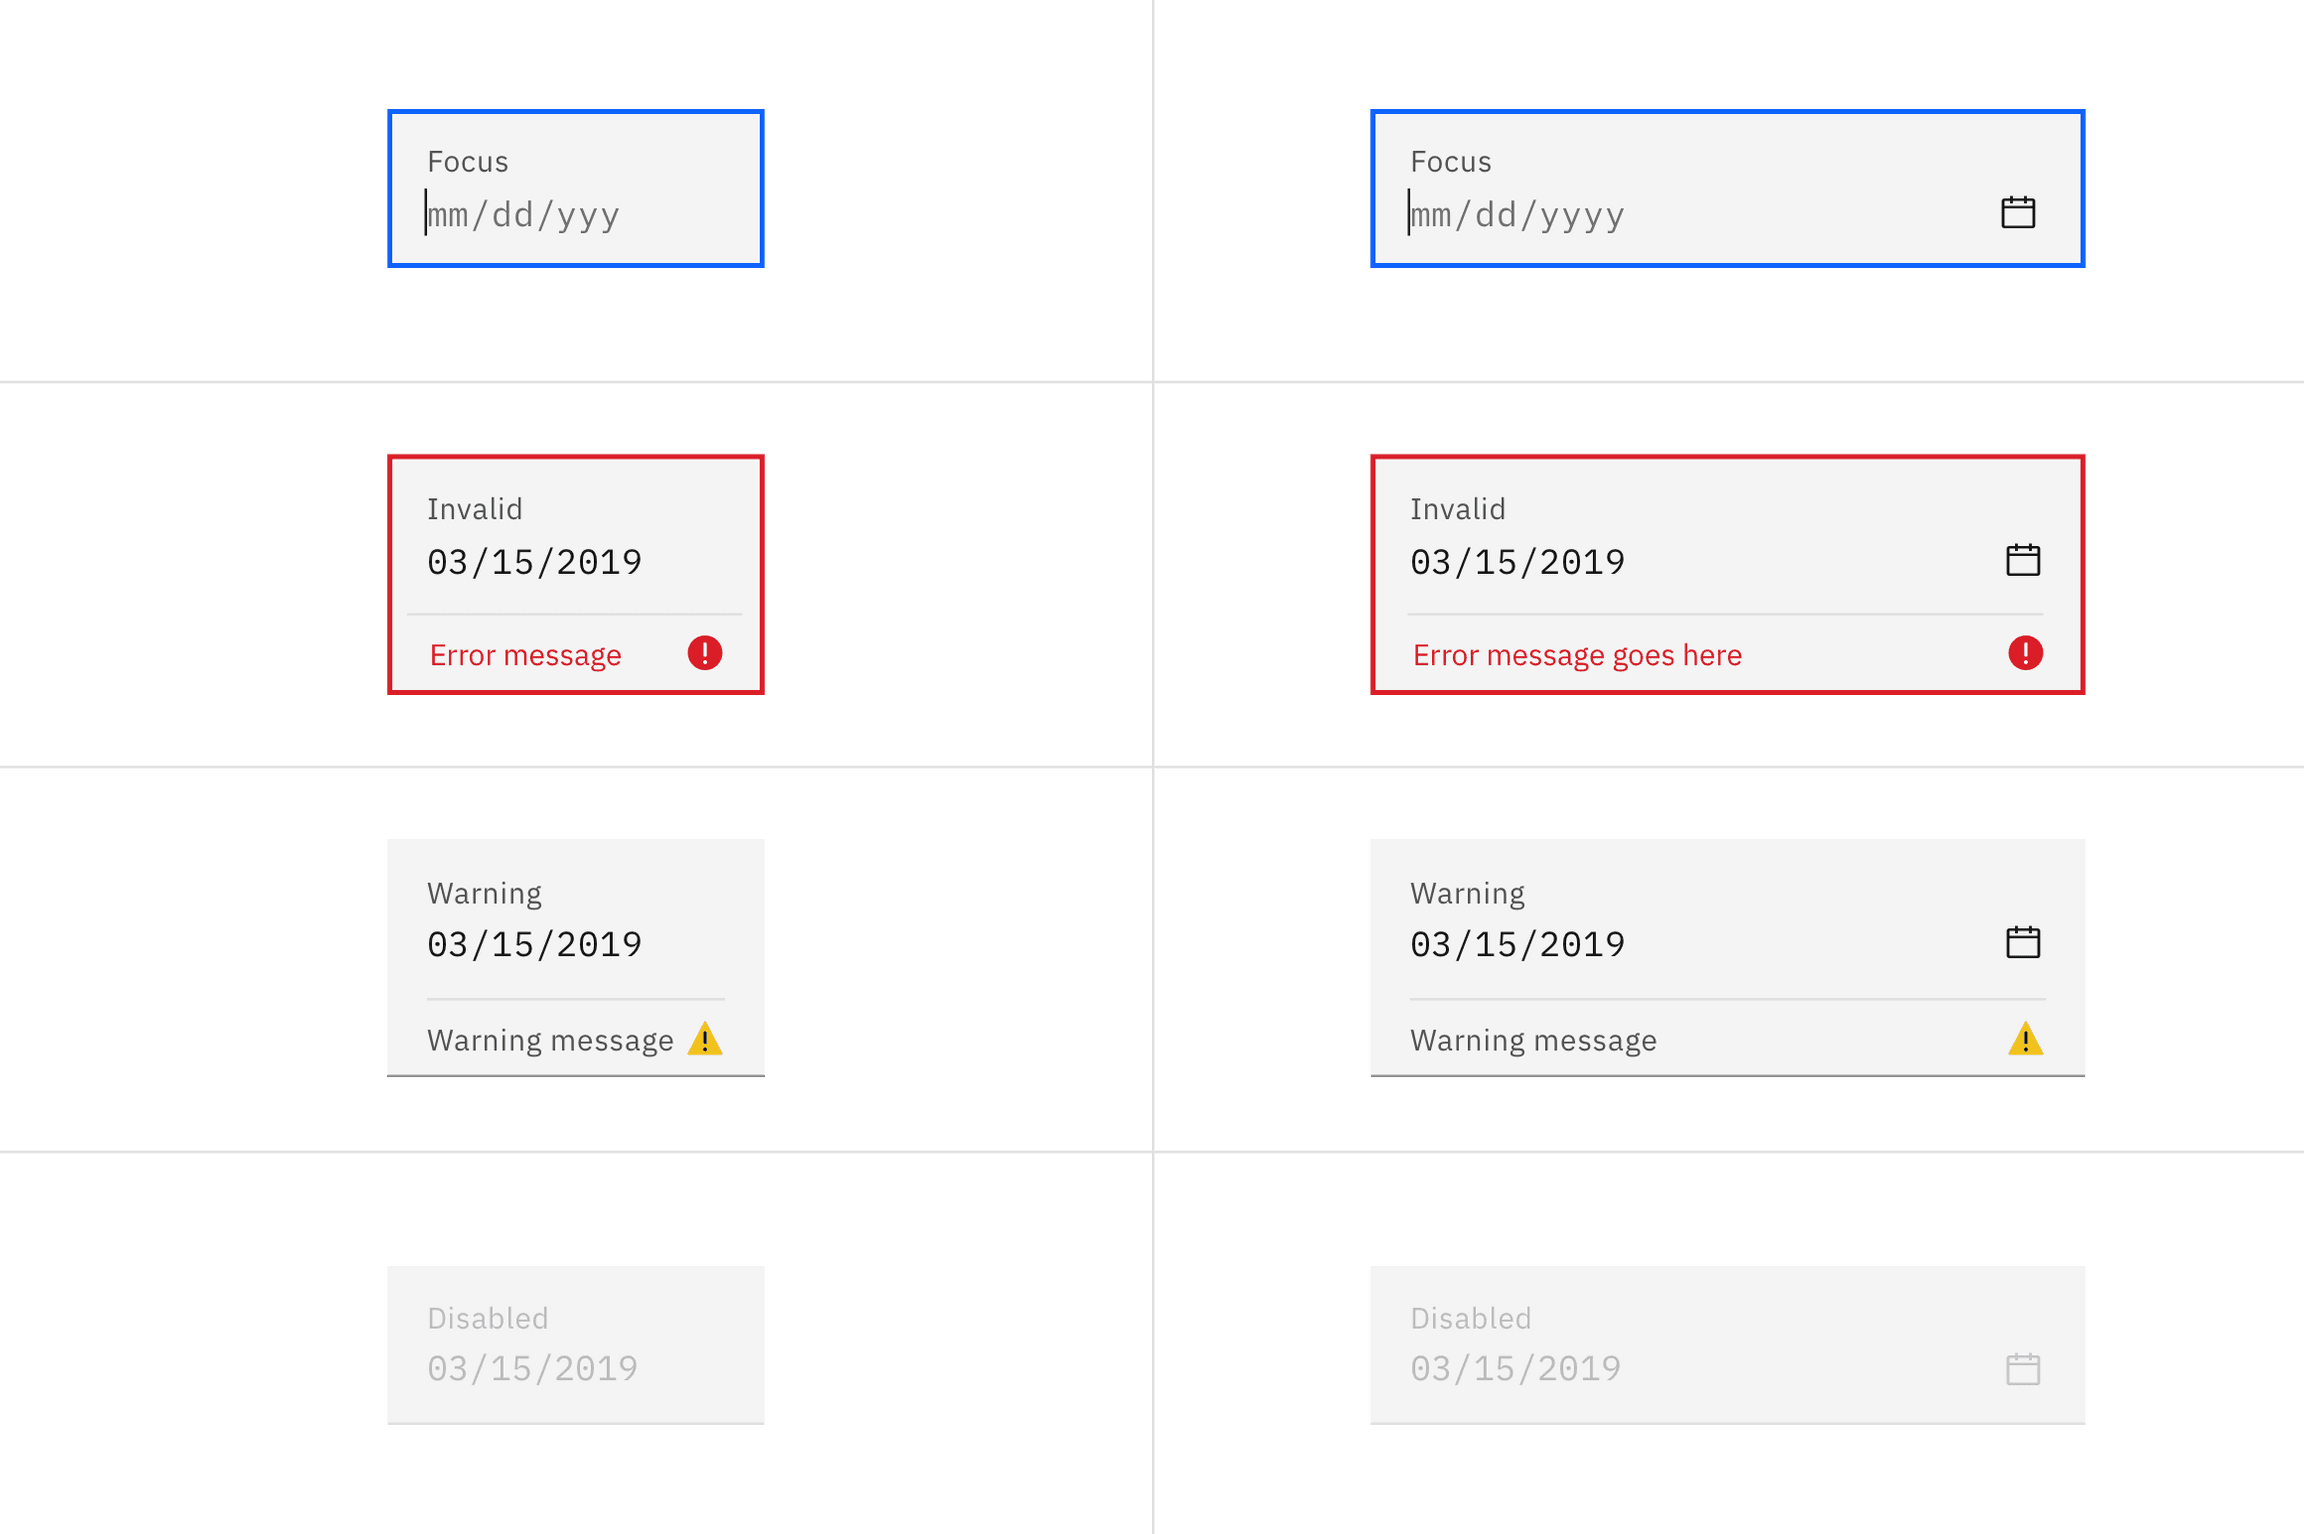 Focus
mm/dd/yyy
Focus
mm/dd/yyyy
Invalid
03/15/2019
Error message
Invalid
03/15/2019
Error message goes here
Warning
03/15/2019
Warning message
Warning
03/15/2019
Warning message
Disabled
03/15/2019
Disabled
03/15/2019